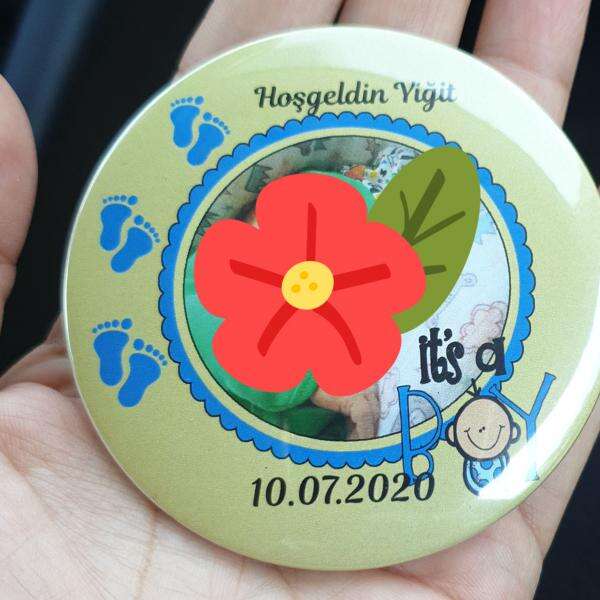 Hoşgeldin Yiğit
it's a
BOY
10.07.2020